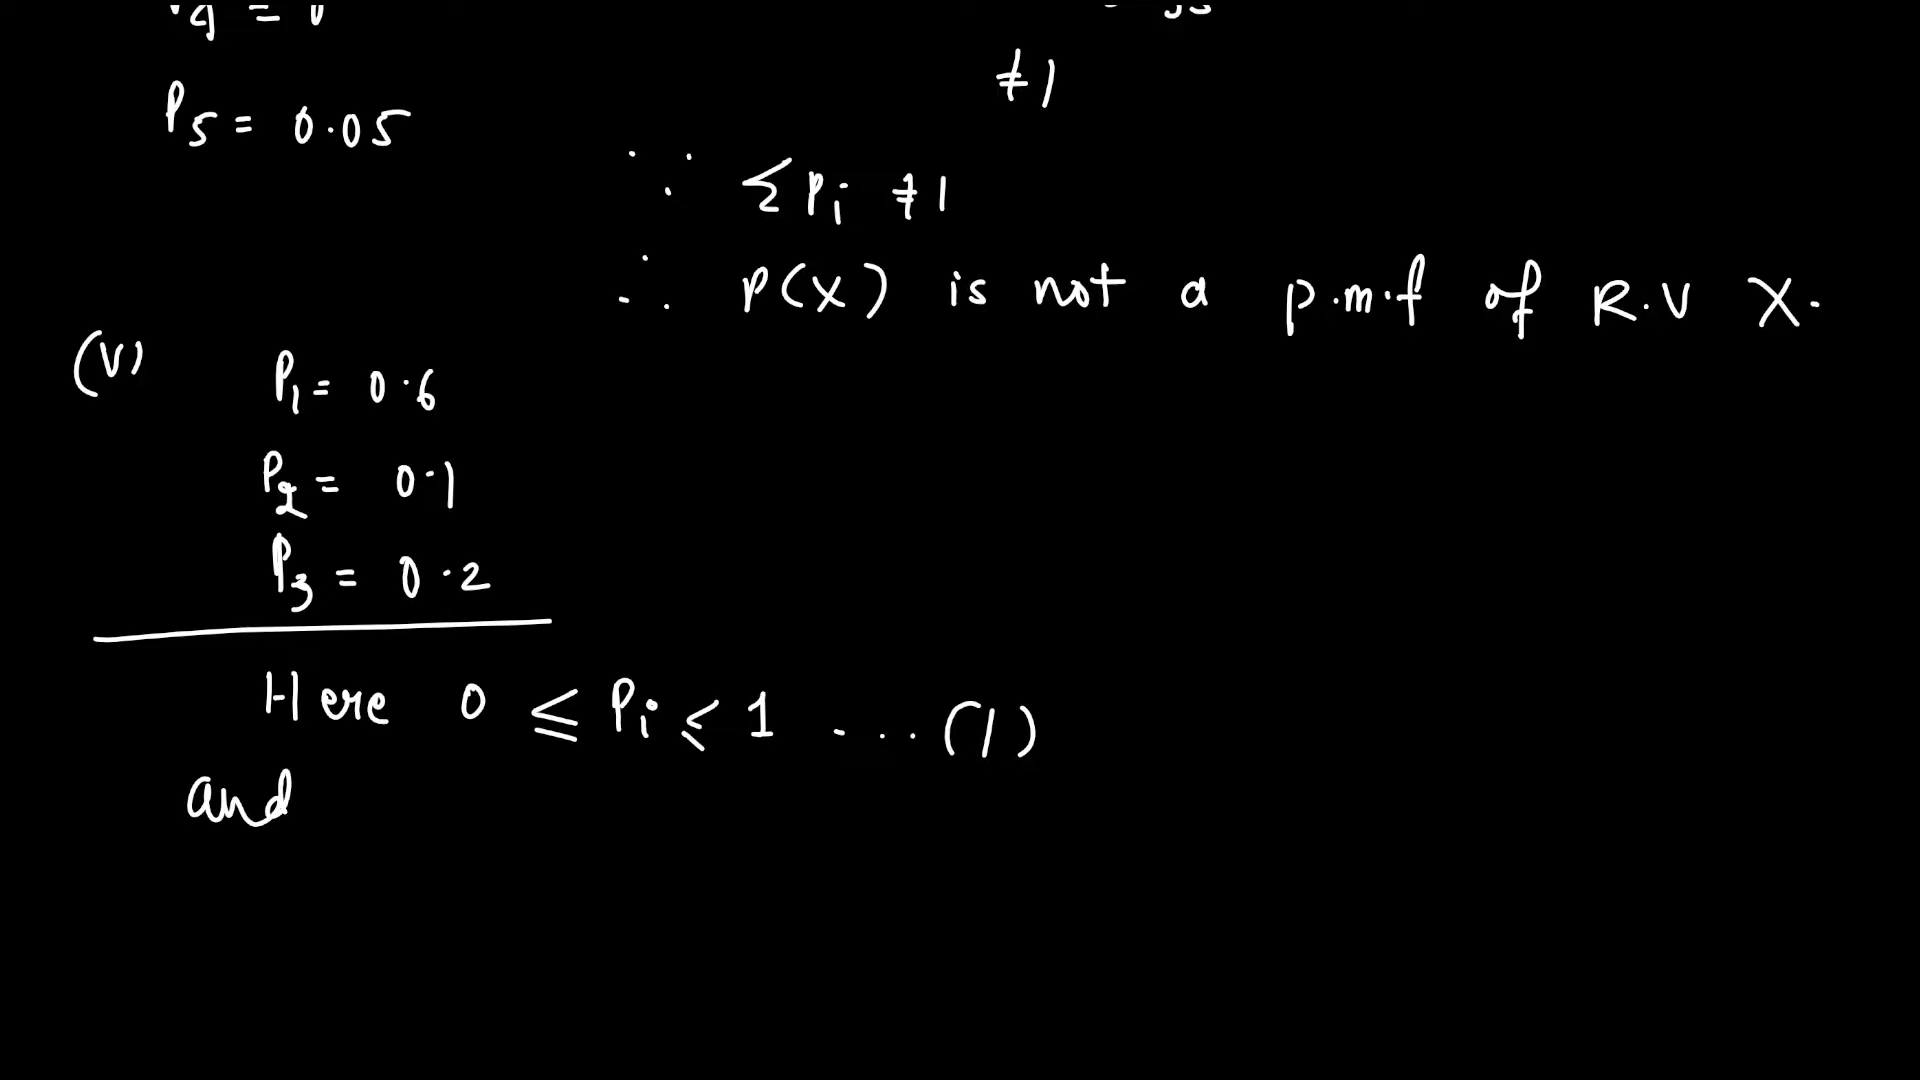 P5 = 0.05
≠ 1
∵ ΣPi ≠ 1
∴ P(X) is not a p.m.f of R.V X.
(V)
P1 = 0.6
P2 = 0.1
P3 = 0.2
Here 0 ≤ Pi ≤ 1 ... (1)
and